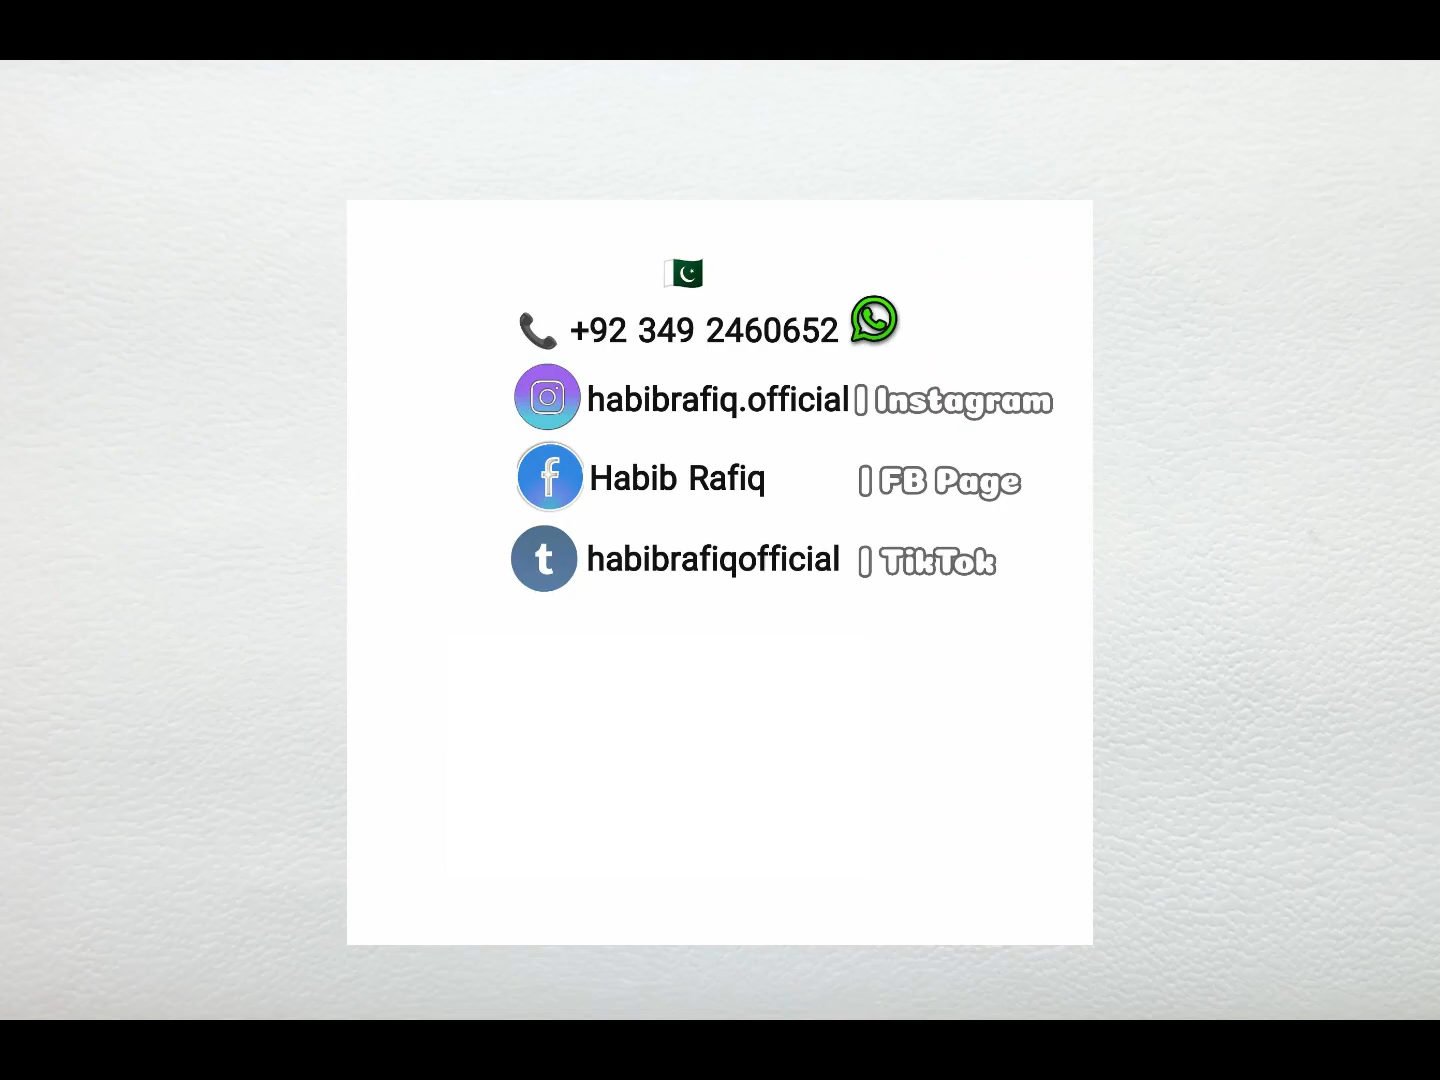 🇵🇰
📞 +92 349 2460652
habibrafiq.official | Instagram
Habib Rafiq | FB Page
habibrafiqofficial | TikTok